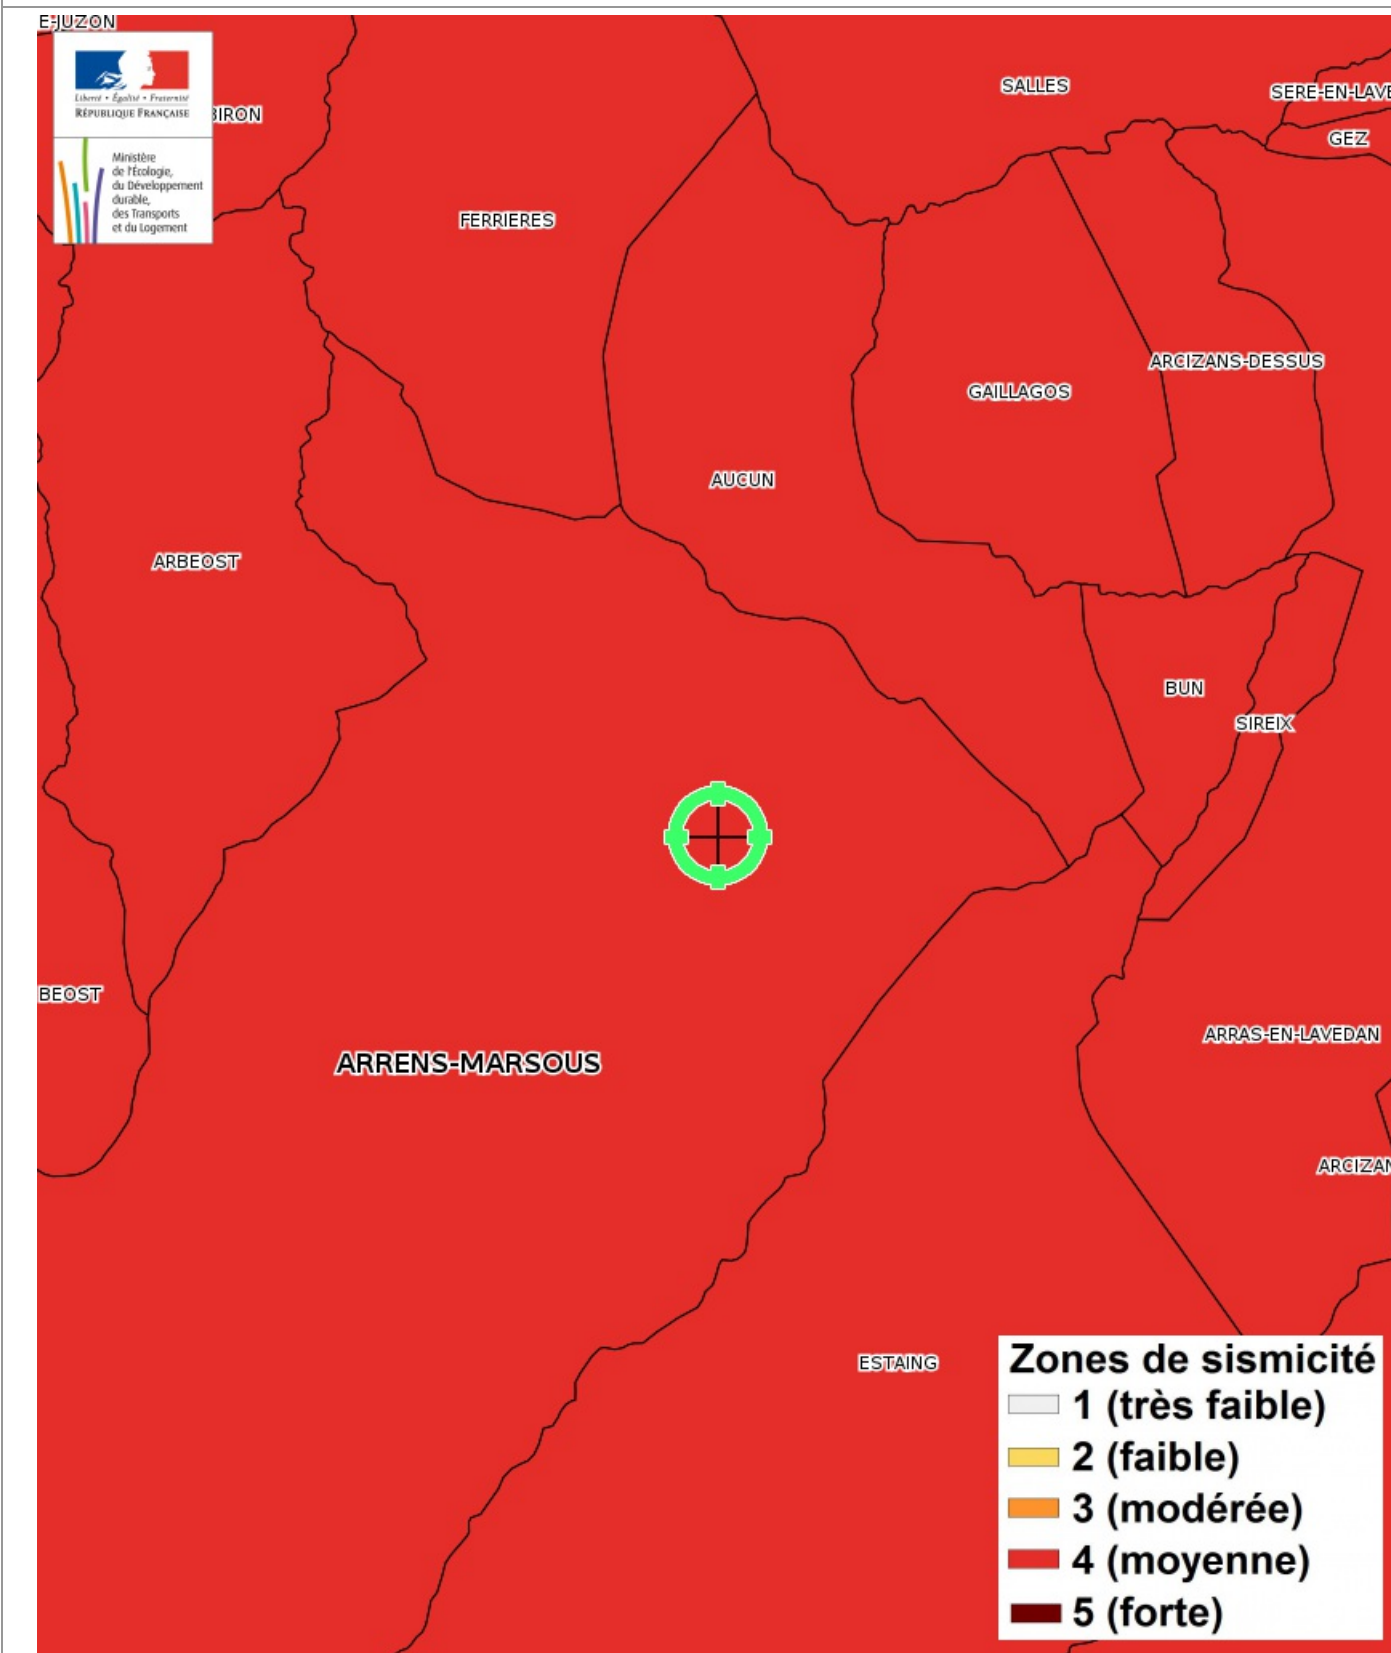 E-JUZON
Liberté • Égalité • Fraternité
RÉPUBLIQUE FRANÇAISE
BIRON
Ministère
de l'Écologie,
du Développement
durable,
des Transports
et du Logement
SALLES
SERE-EN-LAVE
GEZ
FERRIERES
ARCIZANS-DESSUS
GAILLAGOS
AUCUN
ARBEOST
BUN
SIREIX
BEOST
ARRAS-EN-LAVEDAN
ARRENS-MARSOUS
ARCIZAN
ESTAING
Zones de sismicité
1 (très faible)
2 (faible)
3 (modérée)
4 (moyenne)
5 (forte)